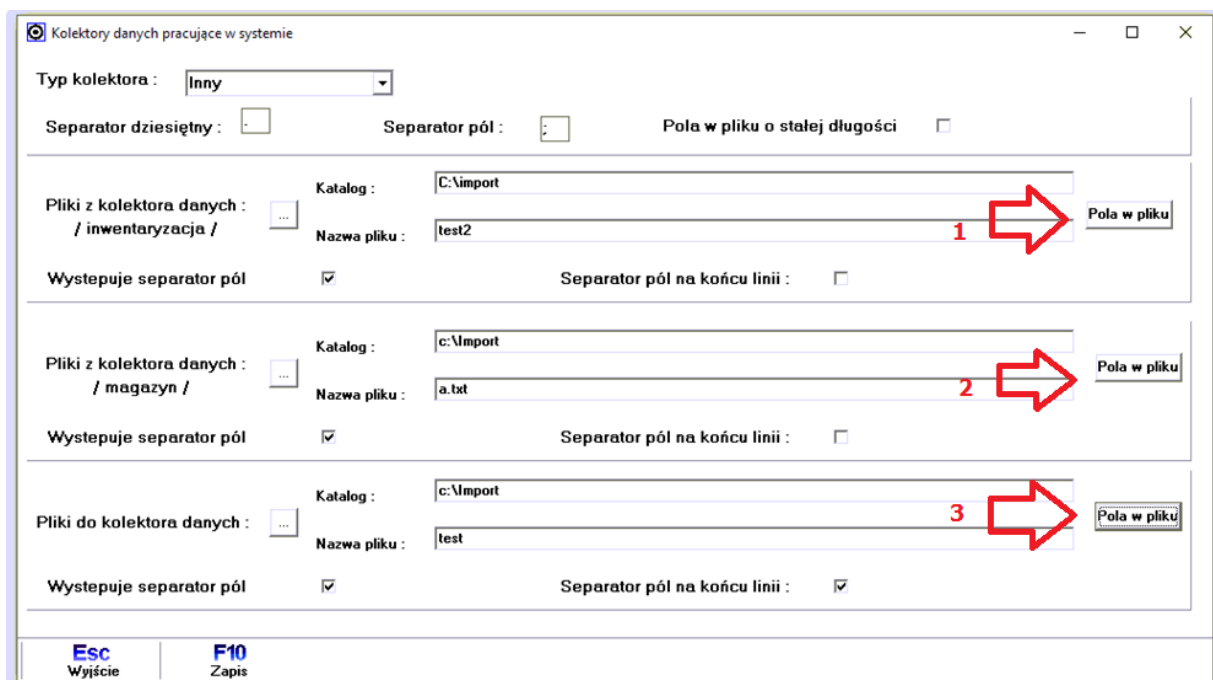 Kolektory danych pracujące w systemie
Typ kolektora : Inny
Separator dziesiętny : . Separator pól : ; Pola w pliku o stałej długości
Katalog : C:\import
Pliki z kolektora danych : ... Pola w pliku
/ inwentaryzacja /
Nazwa pliku : test2 1
Wystepuje separator pól Separator pól na końcu linii :
Katalog : c:\Import
Pliki z kolektora danych : ... Pola w pliku
/ magazyn /
Nazwa pliku : a.txt 2
Wystepuje separator pól Separator pól na końcu linii :
Katalog : c:\Import
Pliki do kolektora danych : ... 3 Pola w pliku
Nazwa pliku : test
Wystepuje separator pól Separator pól na końcu linii :
Esc F10
Wyjście Zapis